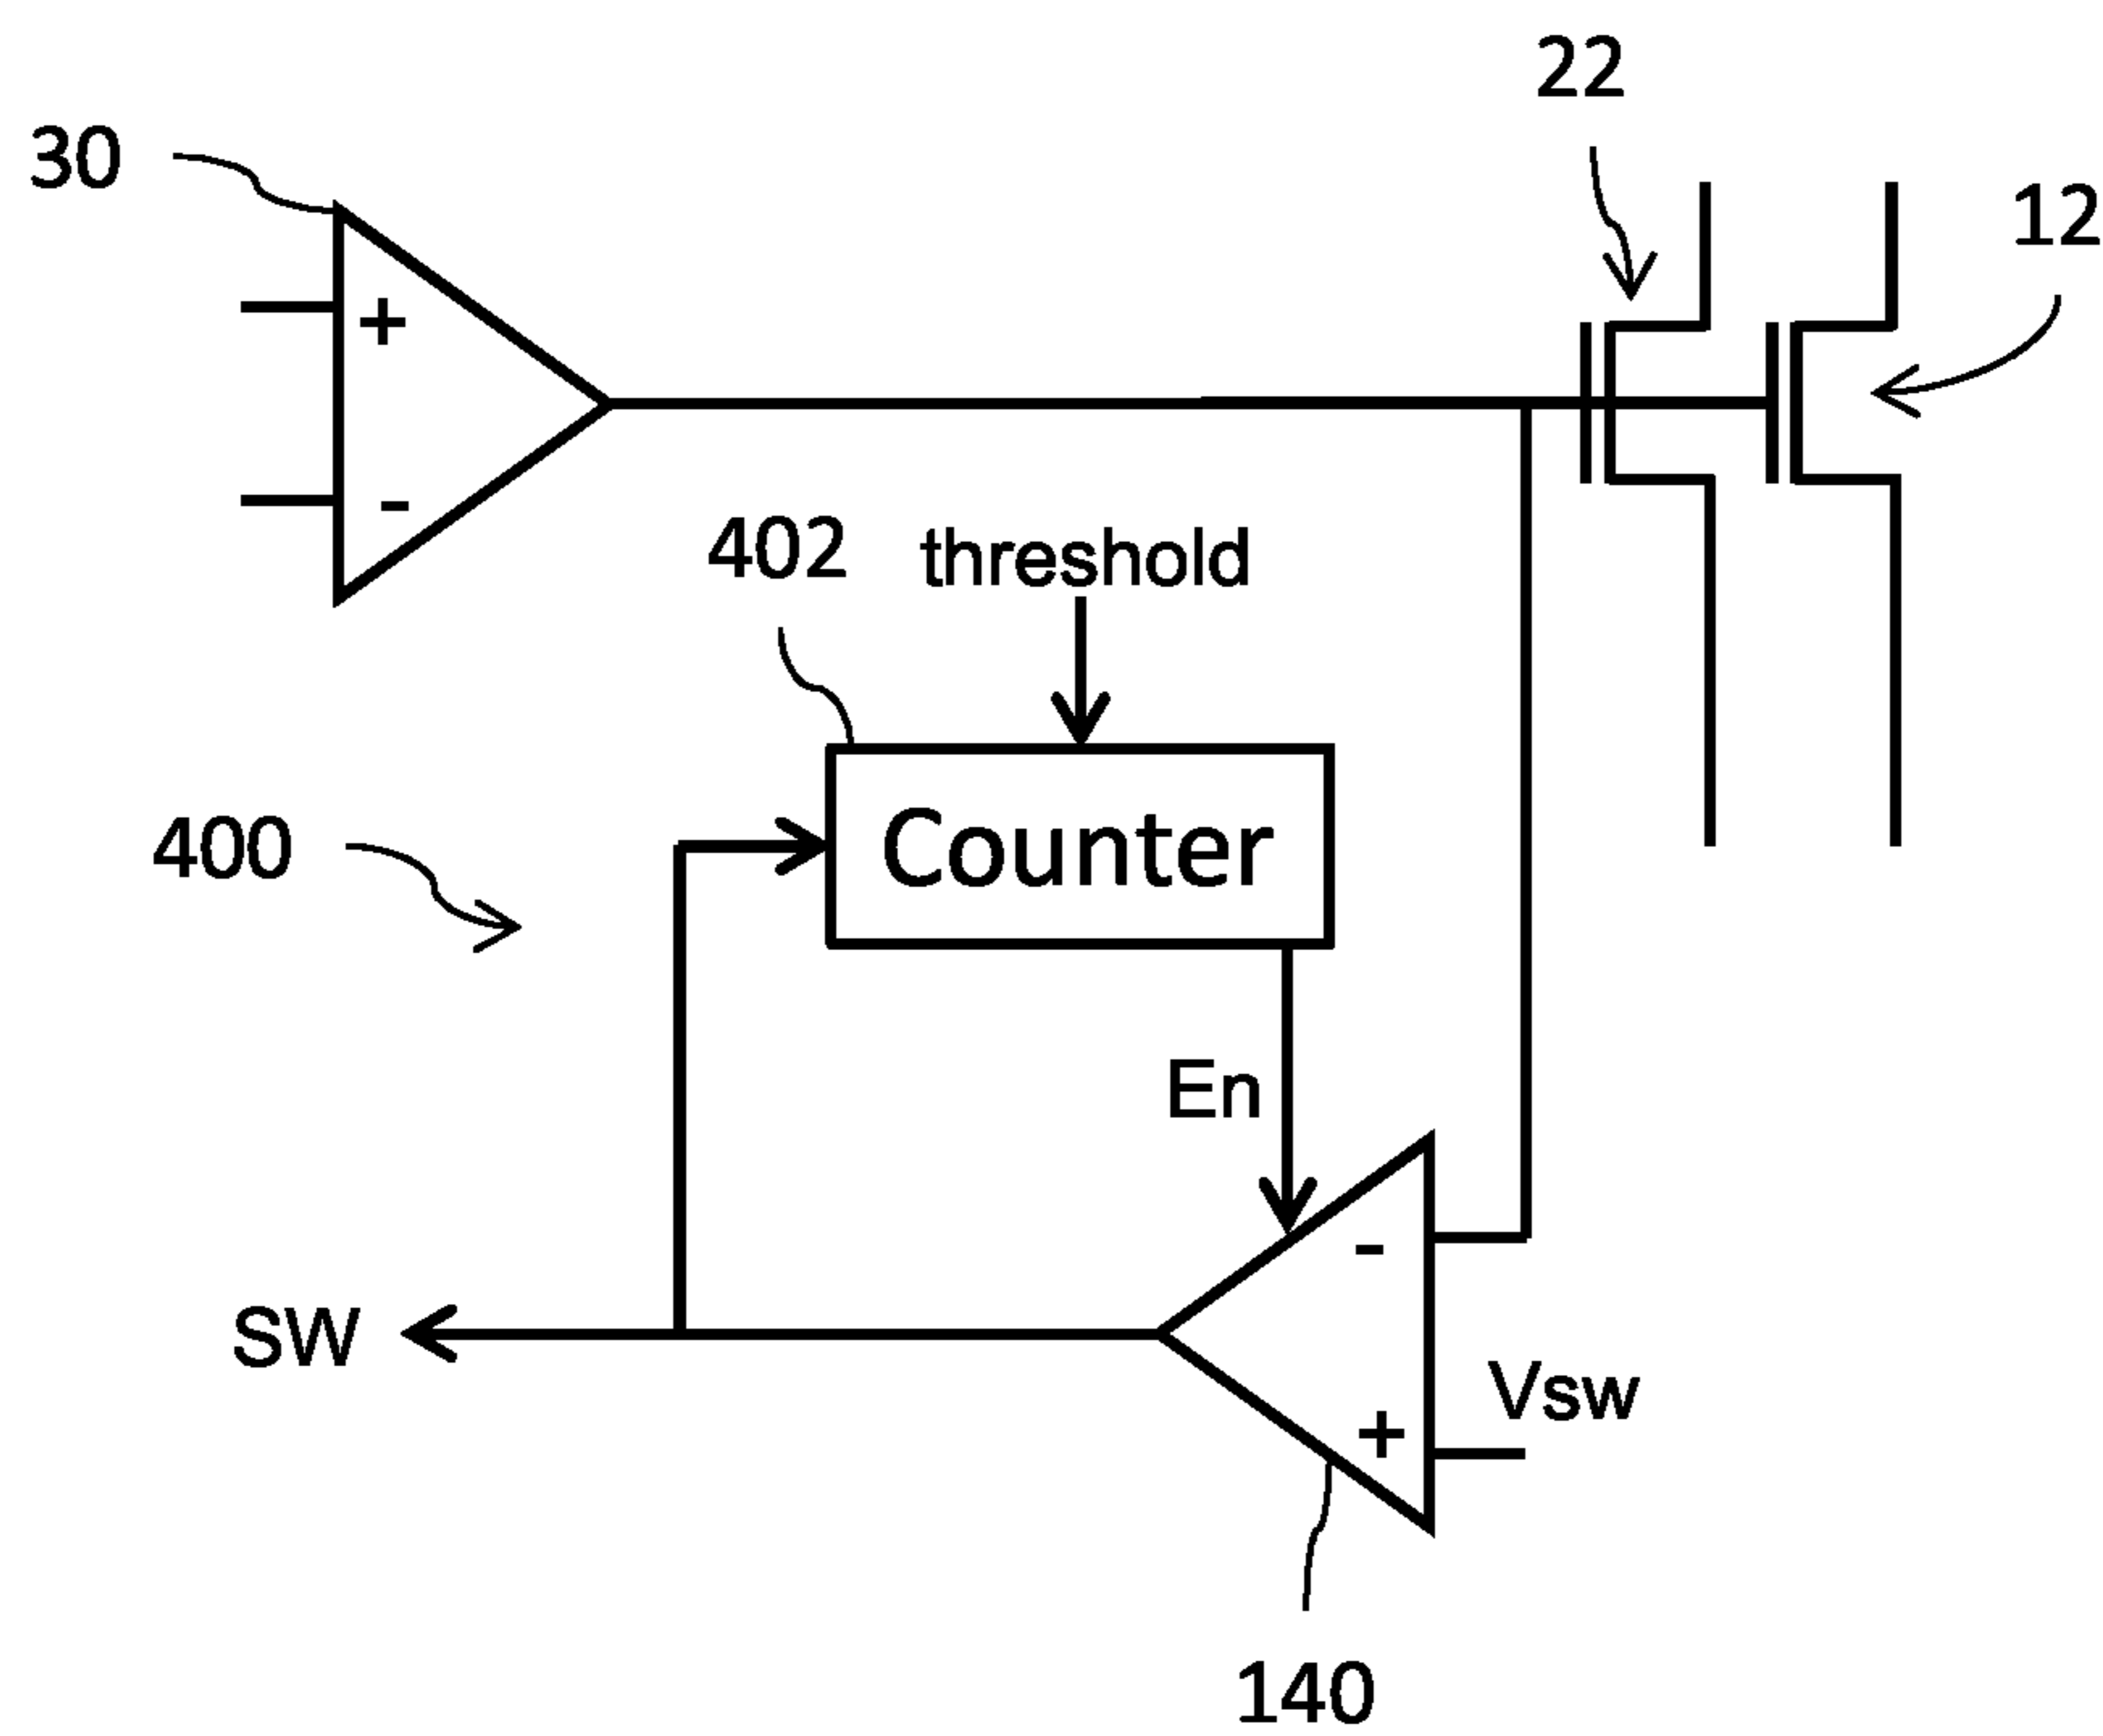 22
30
12
+
-
402
threshold
Counter
400
En
-
SW
Vsw
+
140